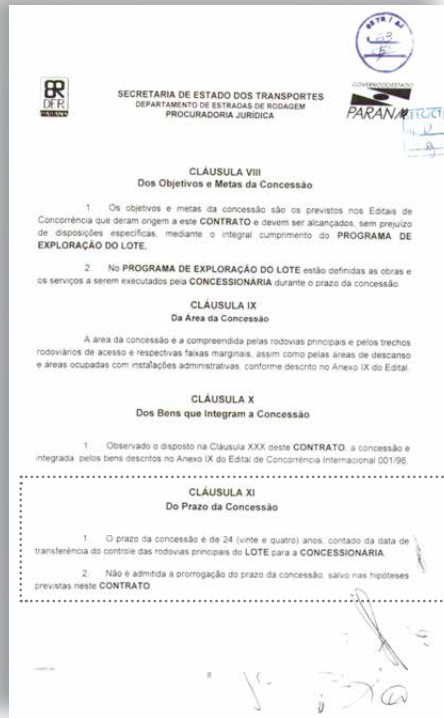 SECRETARIA DE ESTADO DOS TRANSPORTES
DEPARTAMENTO DE ESTRADAS DE RODAGEM
PROCURADORIA JURÍDICA
DER
GOVERNO DO ESTADO
PARANÁ
CLÁUSULA VIII
Dos Objetivos e Metas da Concessão
1. Os objetivos e metas da concessão são os previstos nos Editais de
Concorrência que deram origem a este CONTRATO e devem ser alcançados, sem prejuízo
de disposições específicas, mediante o integral cumprimento do PROGRAMA DE
EXPLORAÇÃO DO LOTE.
2. No PROGRAMA DE EXPLORAÇÃO DO LOTE estão definidas as obras e
os serviços a serem executados pela CONCESSIONÁRIA durante o prazo da concessão.
CLÁUSULA IX
Da Área da Concessão
A área da concessão é a compreendida pelas rodovias principais e pelos trechos
rodoviários de acesso e respectivas faixas marginais, assim como pelas áreas de descanso
e áreas ocupadas com instalações administrativas, conforme descrito no Anexo IX do Edital.
CLÁUSULA X
Dos Bens que Integram a Concessão
1. Observado o disposto na Cláusula XXX deste CONTRATO, a concessão é
integrada pelos bens descritos no Anexo IX do Edital de Concorrência Internacional 001/96.
CLÁUSULA XI
Do Prazo da Concessão
1. O prazo da concessão é de 24 (vinte e quatro) anos, contado da data de
transferência do controle das rodovias principais do LOTE para a CONCESSIONÁRIA.
2. Não é admitida a prorrogação do prazo da concessão, salvo nas hipóteses
previstas neste CONTRATO.
8